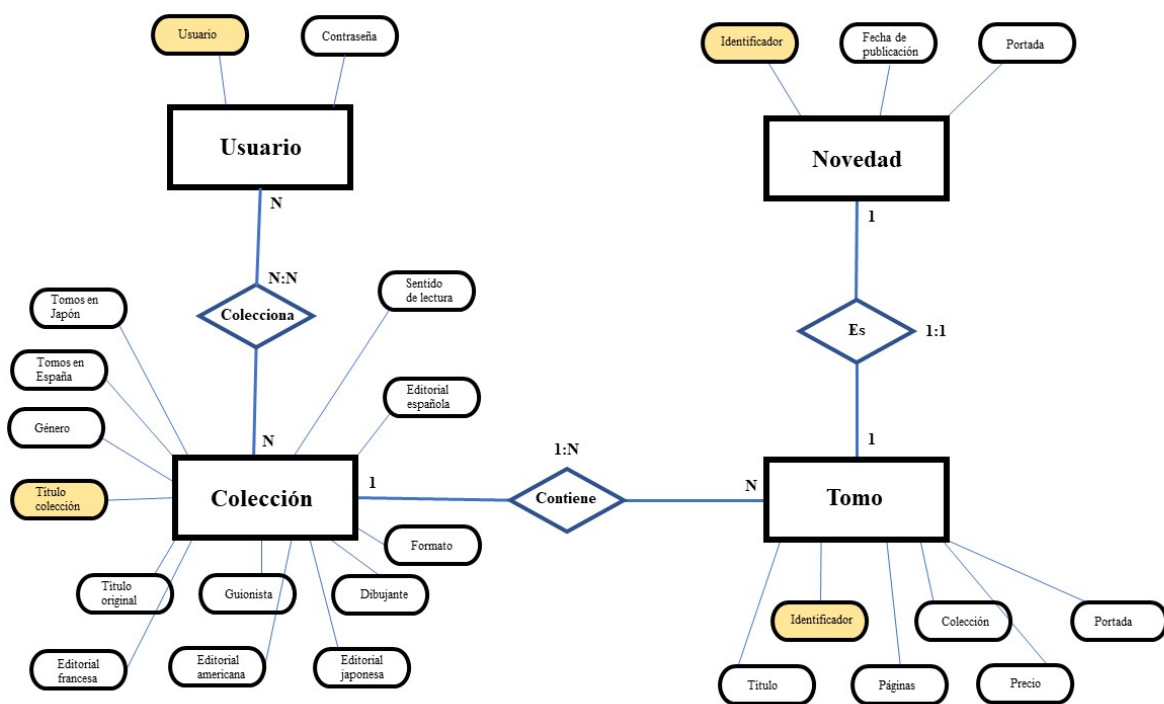 Usuario
Contraseña
Identificador
Fecha de
publicación
Portada
Usuario
Novedad
N
1
N:N
Colecciona
Sentido
de lectura
Es
1:1
Tomos en
Japón
Tomos en
España
Género
Editorial
española
N
1
Título
colección
Colección
1
1:N
Contiene
N
Tomo
Formato
Título
original
Guionista
Dibujante
Editorial
francesa
Editorial
americana
Editorial
japonesa
Identificador
Colección
Portada
Título
Páginas
Precio